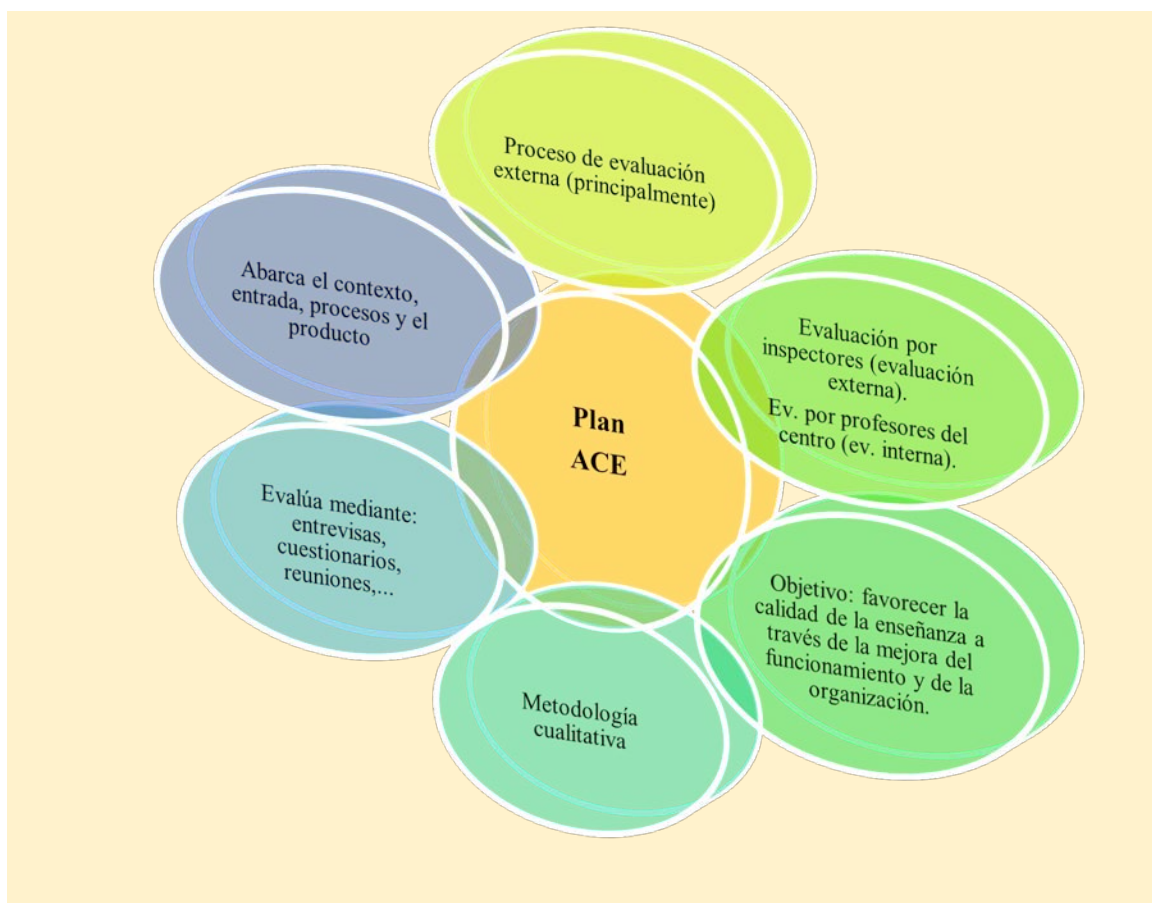 Proceso de evaluación
externa (principalmente)
Evaluación por
inspectores (evaluación
externa).
Ev. por profesores del
centro (ev. interna).
Objetivo: favorecer la
calidad de la enseñanza a
través de la mejora del
funcionamiento y de la
organización.
Metodología
cualitativa
Evalúa mediante:
entrevisas,
cuestionarios,
reuniones,...
Abarca el contexto,
entrada, procesos y el
producto
Plan
ACE